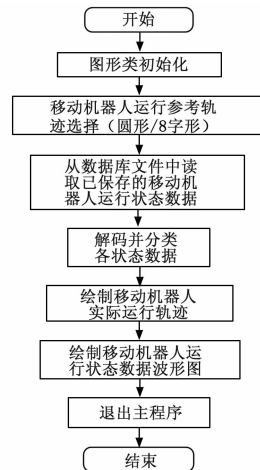 开始
图形类初始化
移动机器人运行参考轨
迹选择（圆形/8字形）
从数据库文件中读
取已保存的移动机
器人运行状态数据
解码并分类
各状态数据
绘制移动机器人
实际运行轨迹
绘制移动机器人运
行状态数据波形图
退出主程序
结束